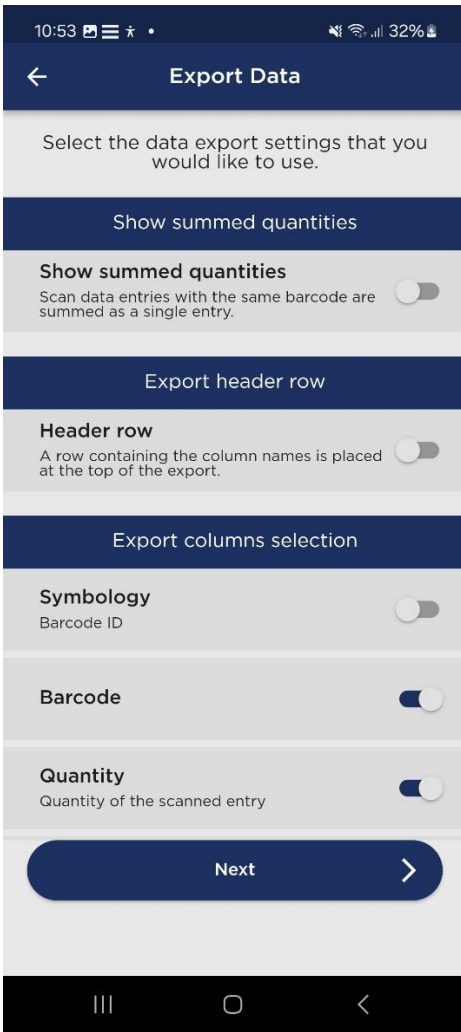 10:53 32%
Export Data
Select the data export settings that you
would like to use.
Show summed quantities
Show summed quantities
Scan data entries with the same barcode are
summed as a single entry.
Export header row
Header row
A row containing the column names is placed
at the top of the export.
Export columns selection
Symbology
Barcode ID
Barcode
Quantity
Quantity of the scanned entry
Next